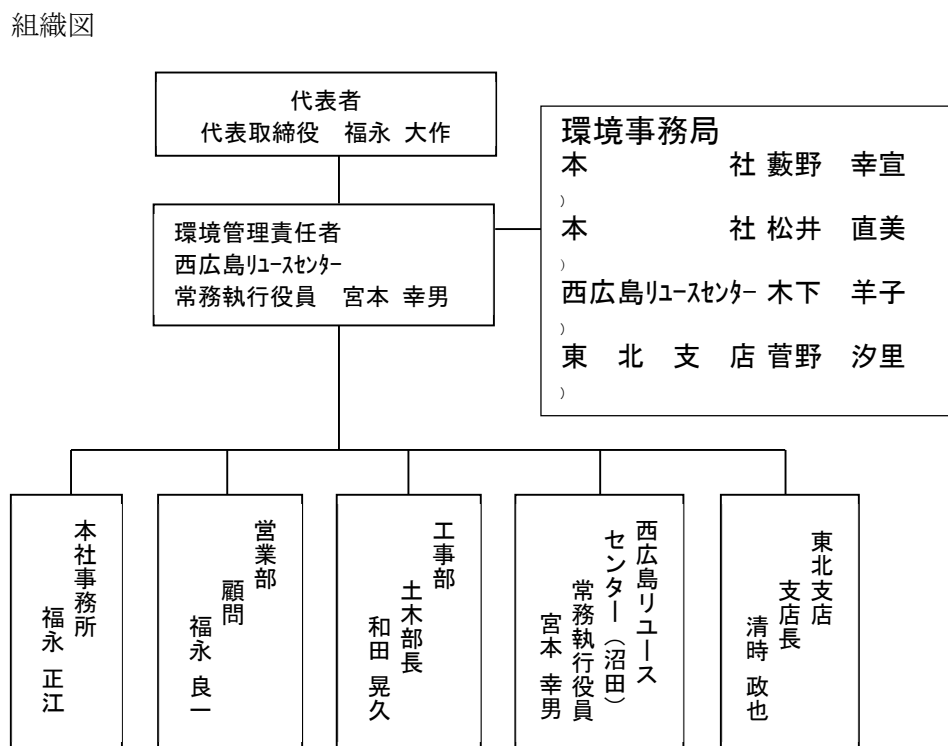 組織図
代表者
代表取締役　福永 大作
環境管理責任者
西広島ﾘﾕｰｽｾﾝﾀｰ
常務執行役員　宮本 幸男
環境事務局
本　　　　　社 藪野　幸宣
）
本　　　　　社 松井　直美
）
西広島ﾘﾕｰｽｾﾝﾀｰ 木下　羊子
）
東　北　支　店 菅野　汐里
）
本社事務所
福永 正江
営業部
顧問
福永 良一
工事部
土木部長
和田 晃久
西広島リユース
センター（沼田）
常務執行役員
宮本 幸男
東北支店
支店長
清時 政也